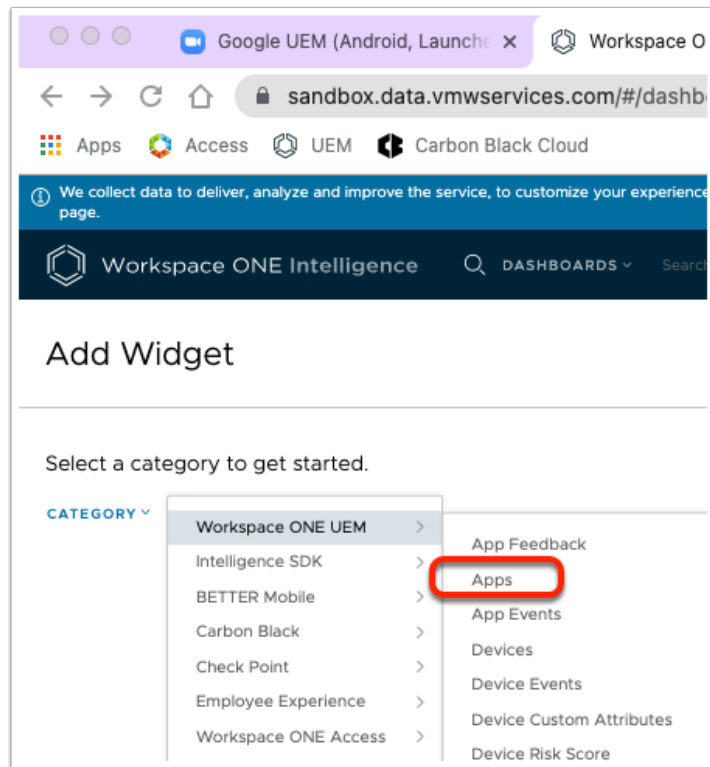 Google UEM (Android, Launche
Workspace O
sandbox.data.vmwservices.com/#/dashb
Apps Access UEM Carbon Black Cloud
We collect data to deliver, analyze and improve the service, to customize your experience
page.
Workspace ONE Intelligence DASHBOARDS Search
Add Widget
Select a category to get started.
CATEGORY
Workspace ONE UEM
Intelligence SDK
BETTER Mobile
Carbon Black
Check Point
Employee Experience
Workspace ONE Access
App Feedback
Apps
App Events
Devices
Device Events
Device Custom Attributes
Device Risk Score